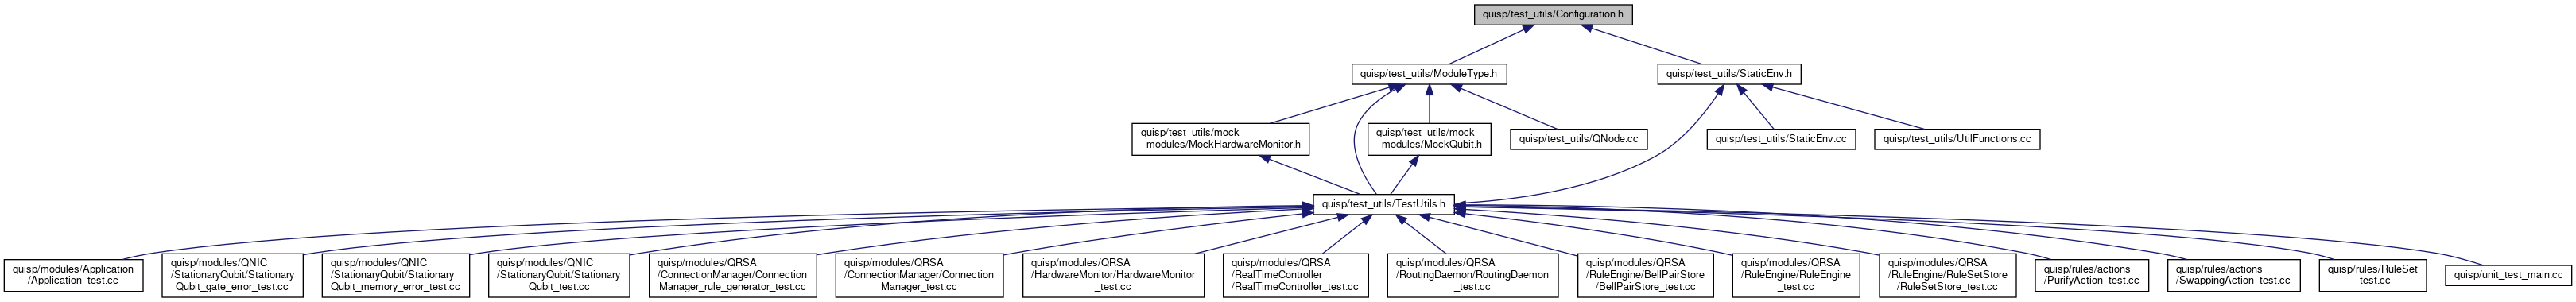 quisp/test_utils/Configuration.h
quisp/test_utils/ModuleType.h
quisp/test_utils/StaticEnv.h
quisp/test_utils/mock
_modules/MockHardwareMonitor.h
quisp/test_utils/mock
_modules/MockQubit.h
quisp/test_utils/QNode.cc
quisp/test_utils/StaticEnv.cc
quisp/test_utils/UtilFunctions.cc
quisp/test_utils/TestUtils.h
quisp/modules/Application
/Application_test.cc
quisp/modules/QNIC
/StationaryQubit/Stationary
Qubit_gate_error_test.cc
quisp/modules/QNIC
/StationaryQubit/Stationary
Qubit_memory_error_test.cc
quisp/modules/QNIC
/StationaryQubit/Stationary
Qubit_test.cc
quisp/modules/QRSA
/ConnectionManager/Connection
Manager_rule_generator_test.cc
quisp/modules/QRSA
/ConnectionManager/Connection
Manager_test.cc
quisp/modules/QRSA
/HardwareMonitor/HardwareMonitor
_test.cc
quisp/modules/QRSA
/RealTimeController
/RealTimeController_test.cc
quisp/modules/QRSA
/RoutingDaemon/RoutingDaemon
_test.cc
quisp/modules/QRSA
/RuleEngine/BellPairStore
/BellPairStore_test.cc
quisp/modules/QRSA
/RuleEngine/RuleEngine
_test.cc
quisp/modules/QRSA
/RuleEngine/RuleSetStore
/RuleSetStore_test.cc
quisp/rules/actions
/PurifyAction_test.cc
quisp/rules/actions
/SwappingAction_test.cc
quisp/rules/RuleSet
_test.cc
quisp/unit_test_main.cc